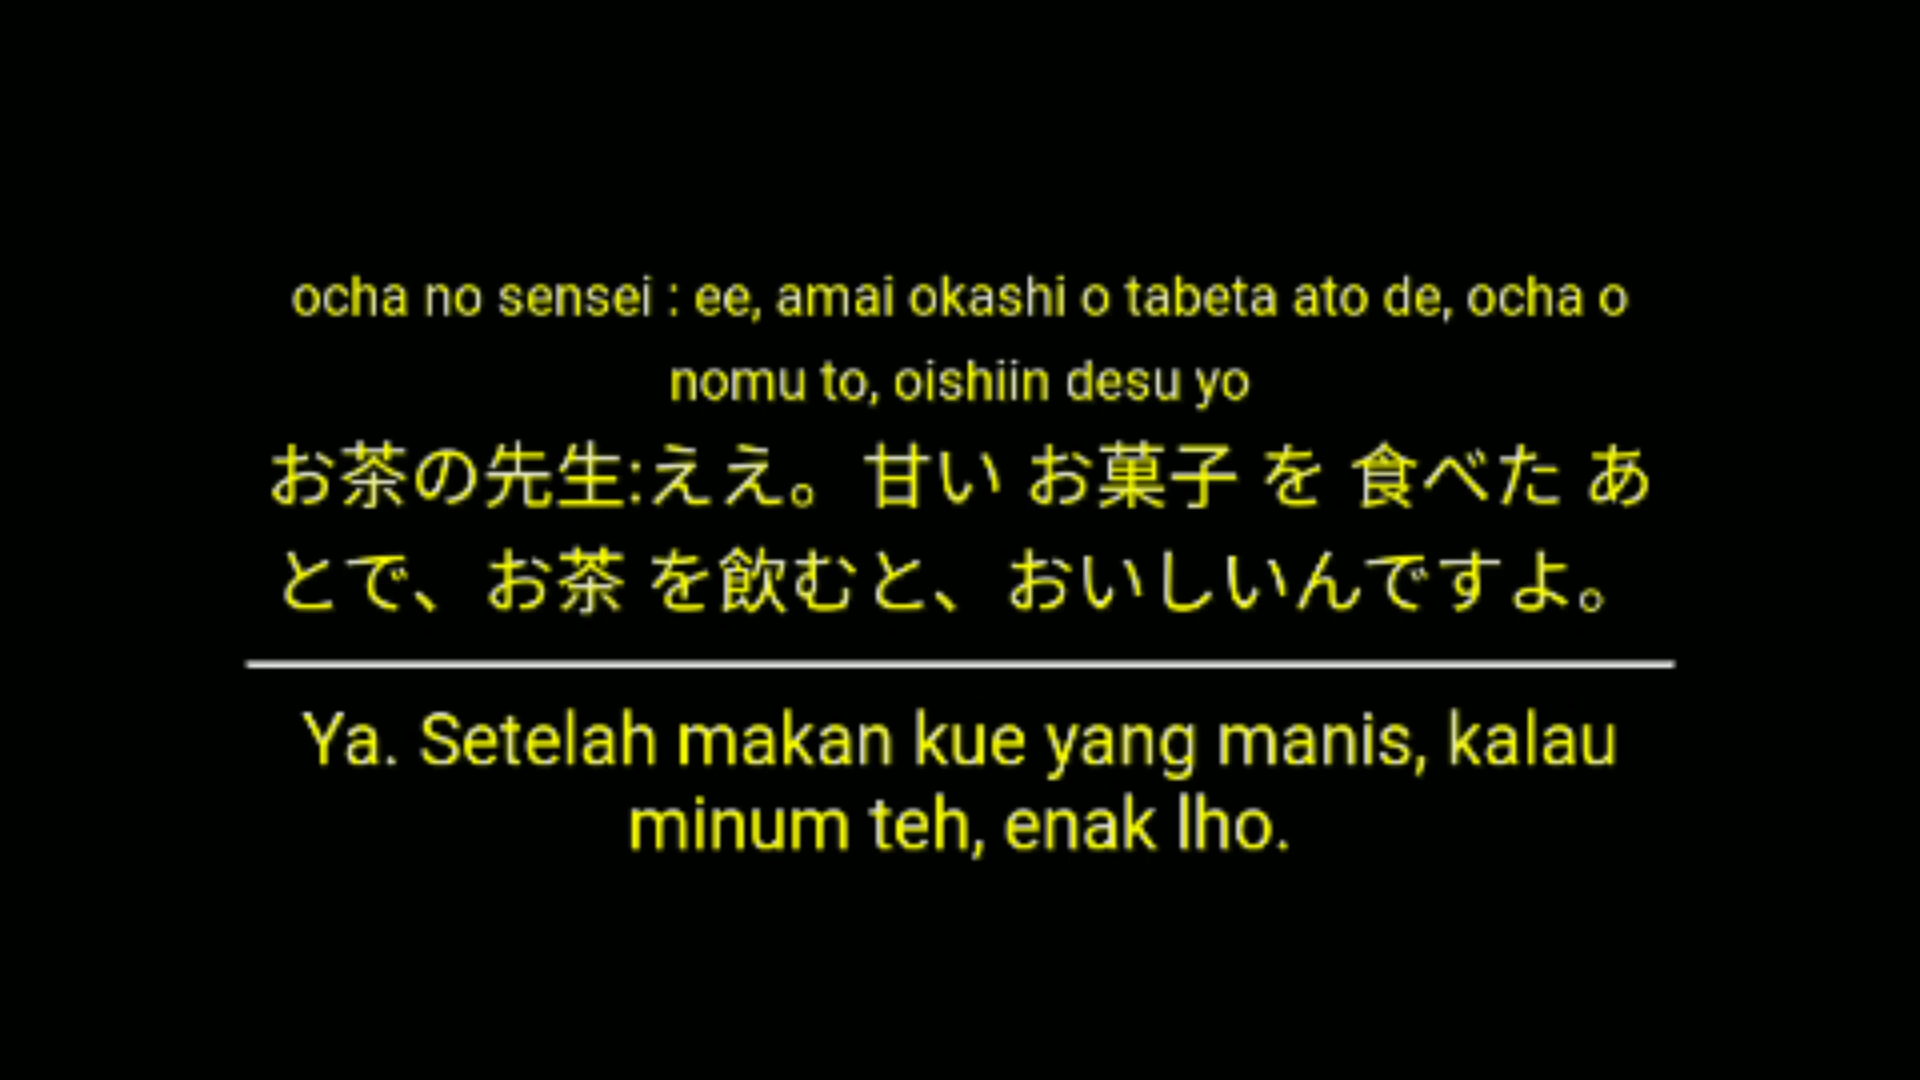 ocha no sensei : ee, amai okashi o tabeta ato de, ocha o
nomu to, oishiin desu yo
お茶の先生:ええ。甘い お菓子 を 食べた あ
とで、お茶 を飲むと、おいしいんですよ。
Ya. Setelah makan kue yang manis, kalau
minum teh, enak lho.